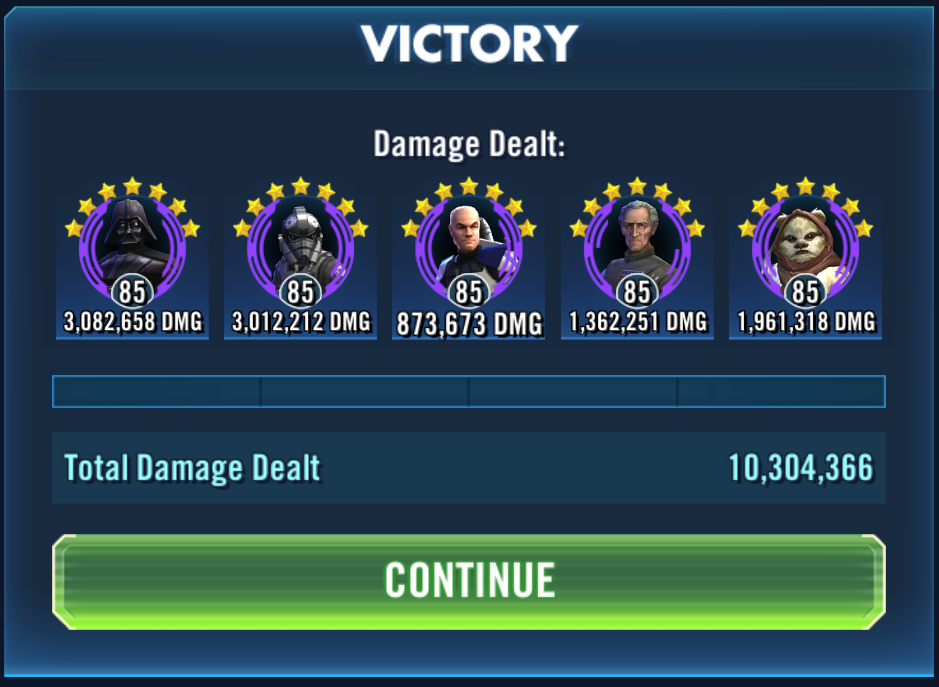 VICTORY
Damage Dealt:
85 85 85 85 85
3,082,658 DMG 3,012,212 DMG 873,673 DMG 1,362,251 DMG 1,961,318 DMG
Total Damage Dealt 10,304,366
CONTINUE